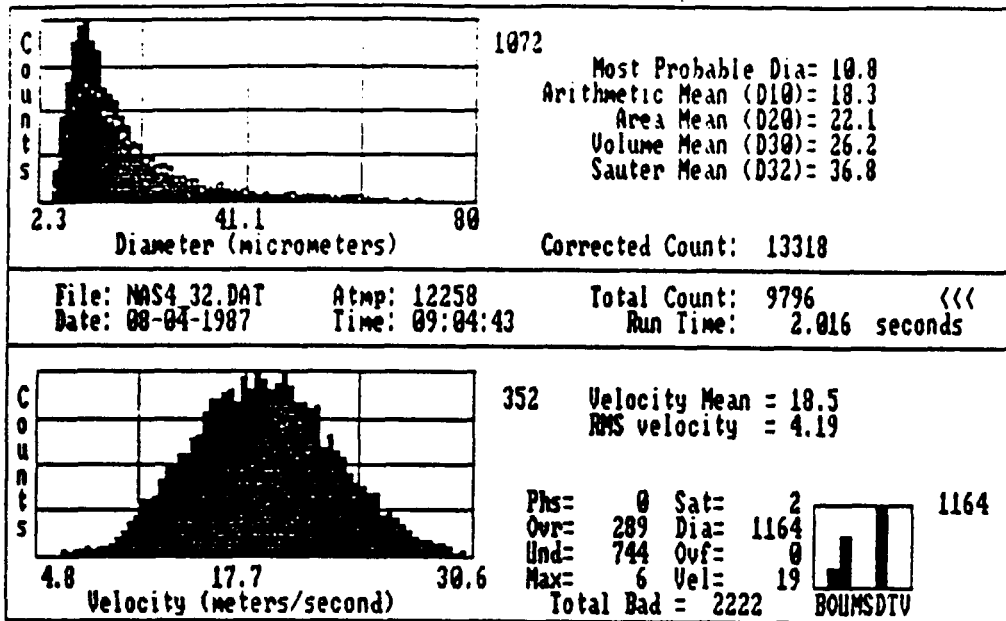 Counts
1072
Most Probable Dia= 10.8
Arithmetic Mean (D10)= 18.3
Area Mean (D20)= 22.1
Volume Mean (D30)= 26.2
Sauter Mean (D32)= 36.8
2.3 41.1 80
Diameter (micrometers)
Corrected Count: 13318
File: NAS4_32.DAT Atmp: 12258 Total Count: 9796 <<<
Date: 08-04-1987 Time: 09:04:43 Run Time: 2.016 seconds
Counts
352
Velocity Mean = 18.5
RMS velocity = 4.19
Phs= 0 Sat= 2 1164
Ovr= 289 Dia= 1164
Und= 744 Ovf= 0
Max= 6 Vel= 19
4.8 17.7 30.6
Velocity (meters/second)
Total Bad = 2222 BOUMSDTV